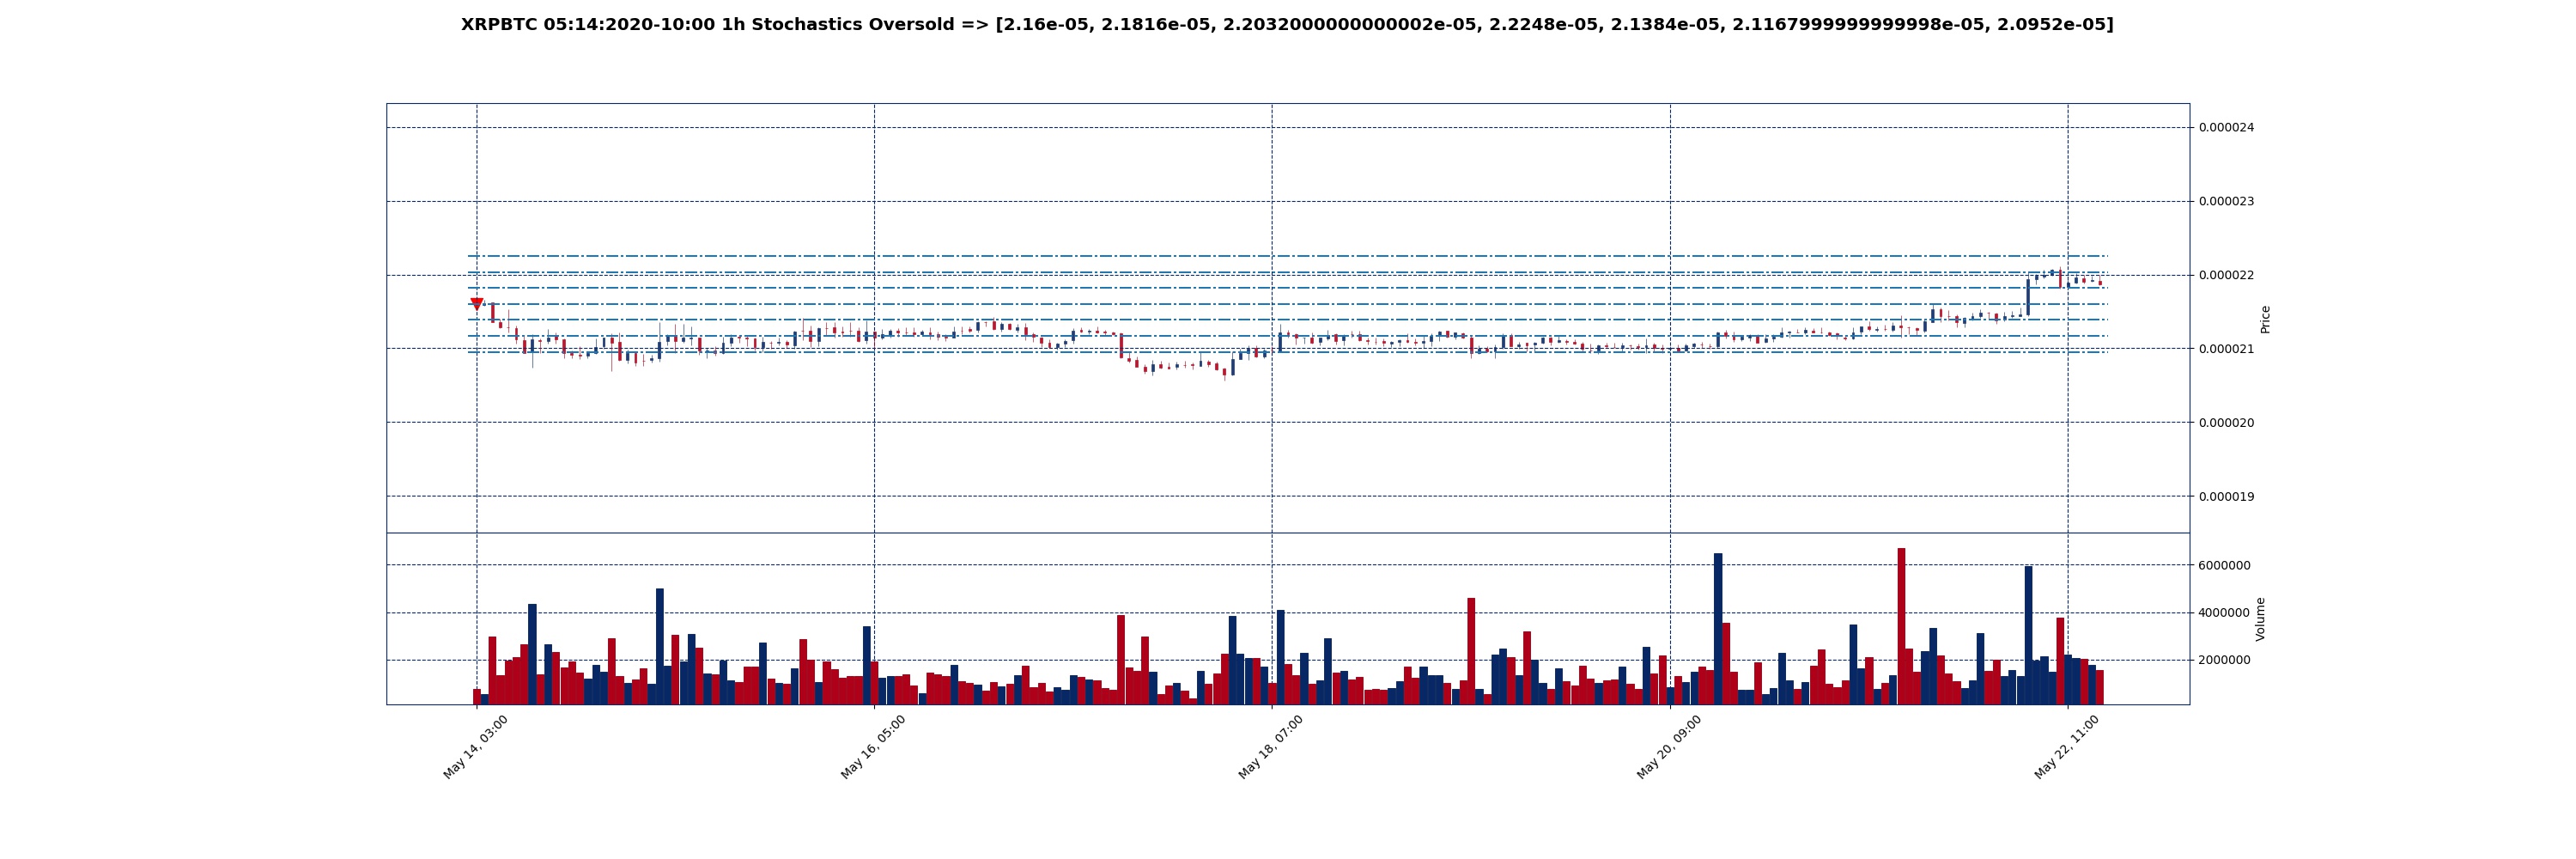 XRPBTC 05:14:2020-10:00 1h Stochastics Oversold => [2.16e-05, 2.1816e-05, 2.2032000000000002e-05, 2.2248e-05, 2.1384e-05, 2.1167999999999998e-05, 2.0952e-05]
0.000024
0.000023
0.000022
0.000021
0.000020
0.000019
Price
6000000
4000000
2000000
Volume
May 14, 03:00
May 16, 05:00
May 18, 07:00
May 20, 09:00
May 22, 11:00